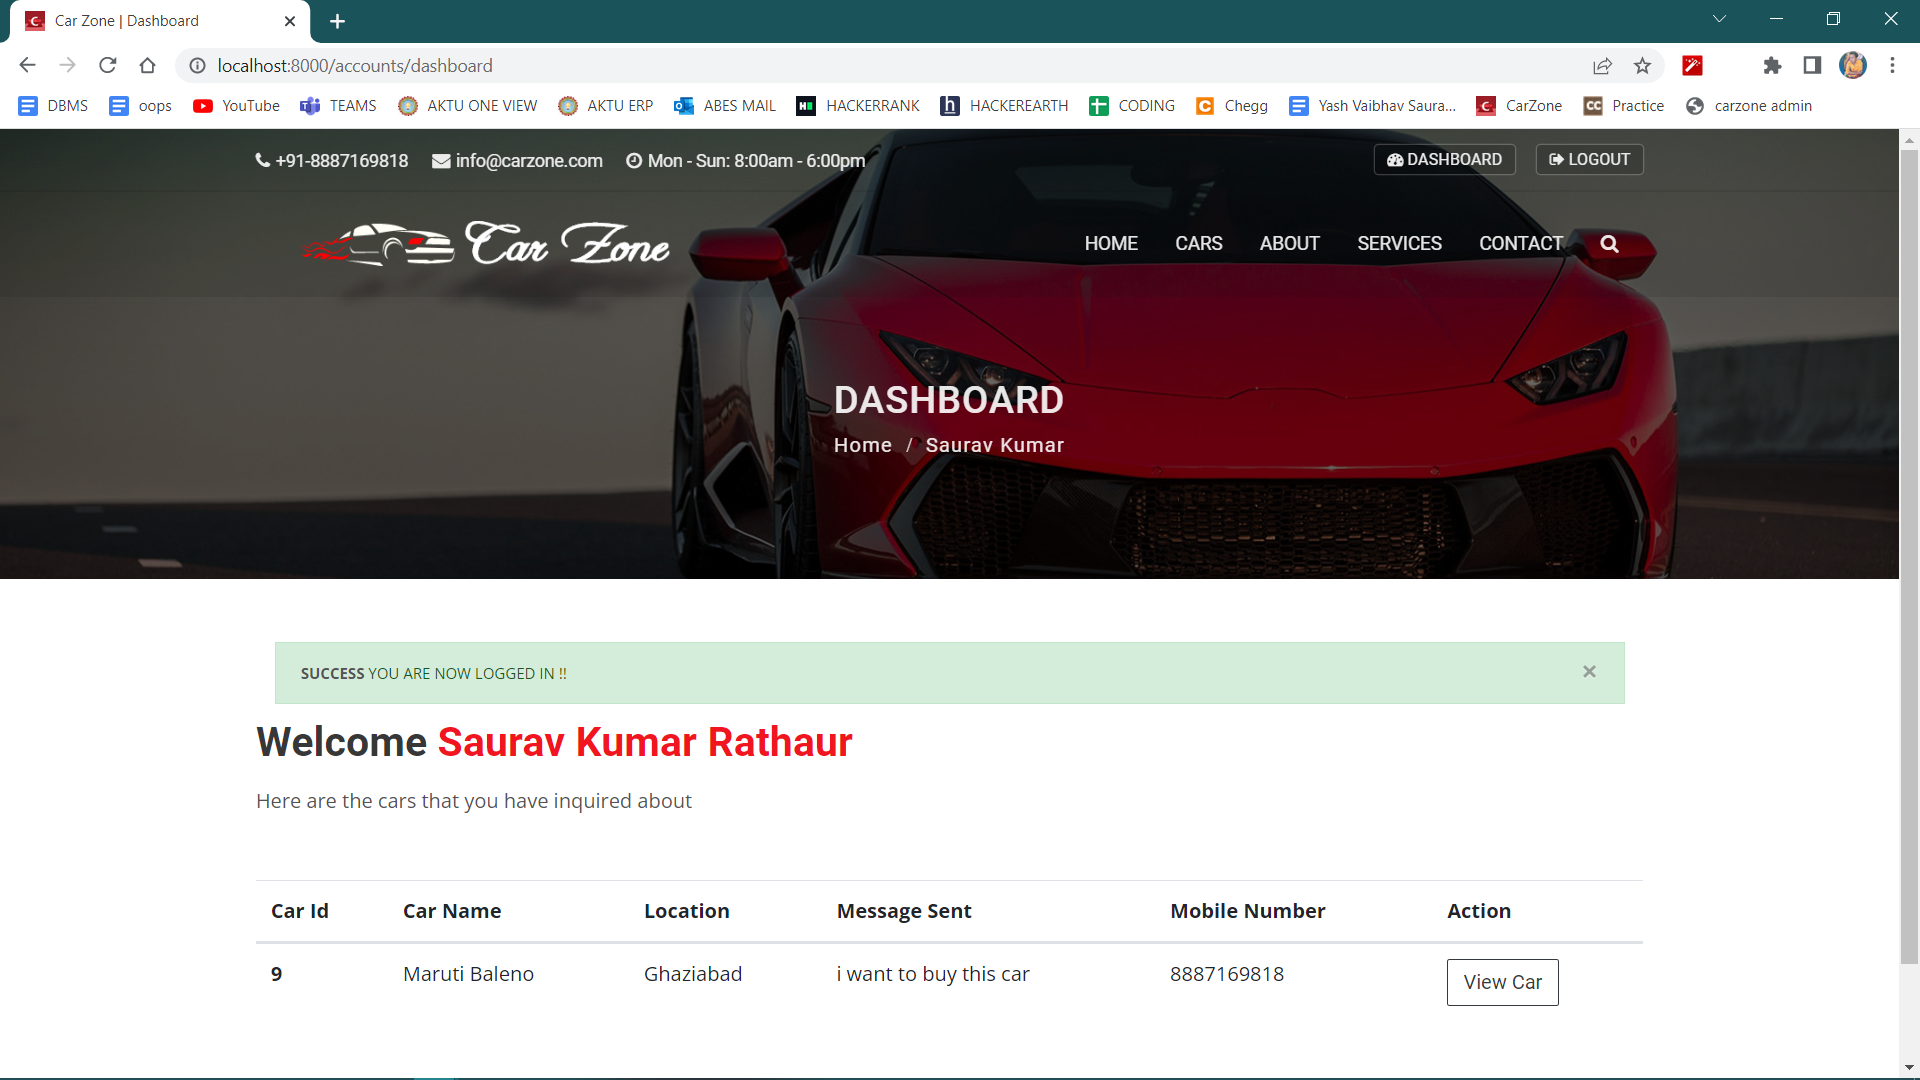 Car Zone | Dashboard
localhost:8000/accounts/dashboard
DBMS oops YouTube TEAMS AKTU ONE VIEW AKTU ERP ABES MAIL HACKERRANK HACKEREARTH CODING Chegg Yash Vaibhav Saura... CarZone Practice carzone admin
+91-8887169818 info@carzone.com Mon - Sun: 8:00am - 6:00pm DASHBOARD LOGOUT
Car Zone HOME CARS ABOUT SERVICES CONTACT
DASHBOARD
Home / Saurav Kumar
SUCCESS YOU ARE NOW LOGGED IN !! ×
Welcome Saurav Kumar Rathaur
Here are the cars that you have inquired about
Car Id Car Name Location Message Sent Mobile Number Action
9 Maruti Baleno Ghaziabad i want to buy this car 8887169818 View Car